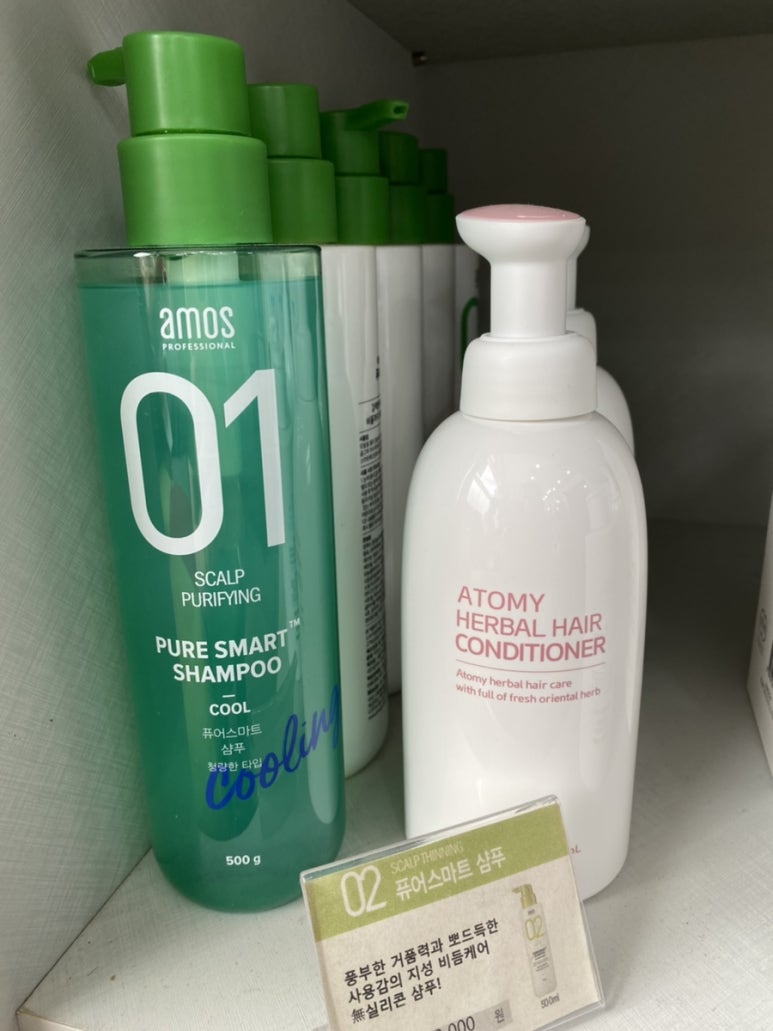 amos
PROFESSIONAL
01
SCALP
PURIFYING
PURE SMART™
SHAMPOO
COOL
퓨어스마트
샴푸
청량한 타입
Cooling
500 g
ATOMY
HERBAL HAIR
CONDITIONER
Atomy herbal hair care
with full of fresh oriental herb
02
SCALP THINNING
퓨어스마트 샴푸
풍부한 거품력과 뽀드득한
사용감의 지성 비듬케어
無실리콘 샴푸!
02
500ml
원